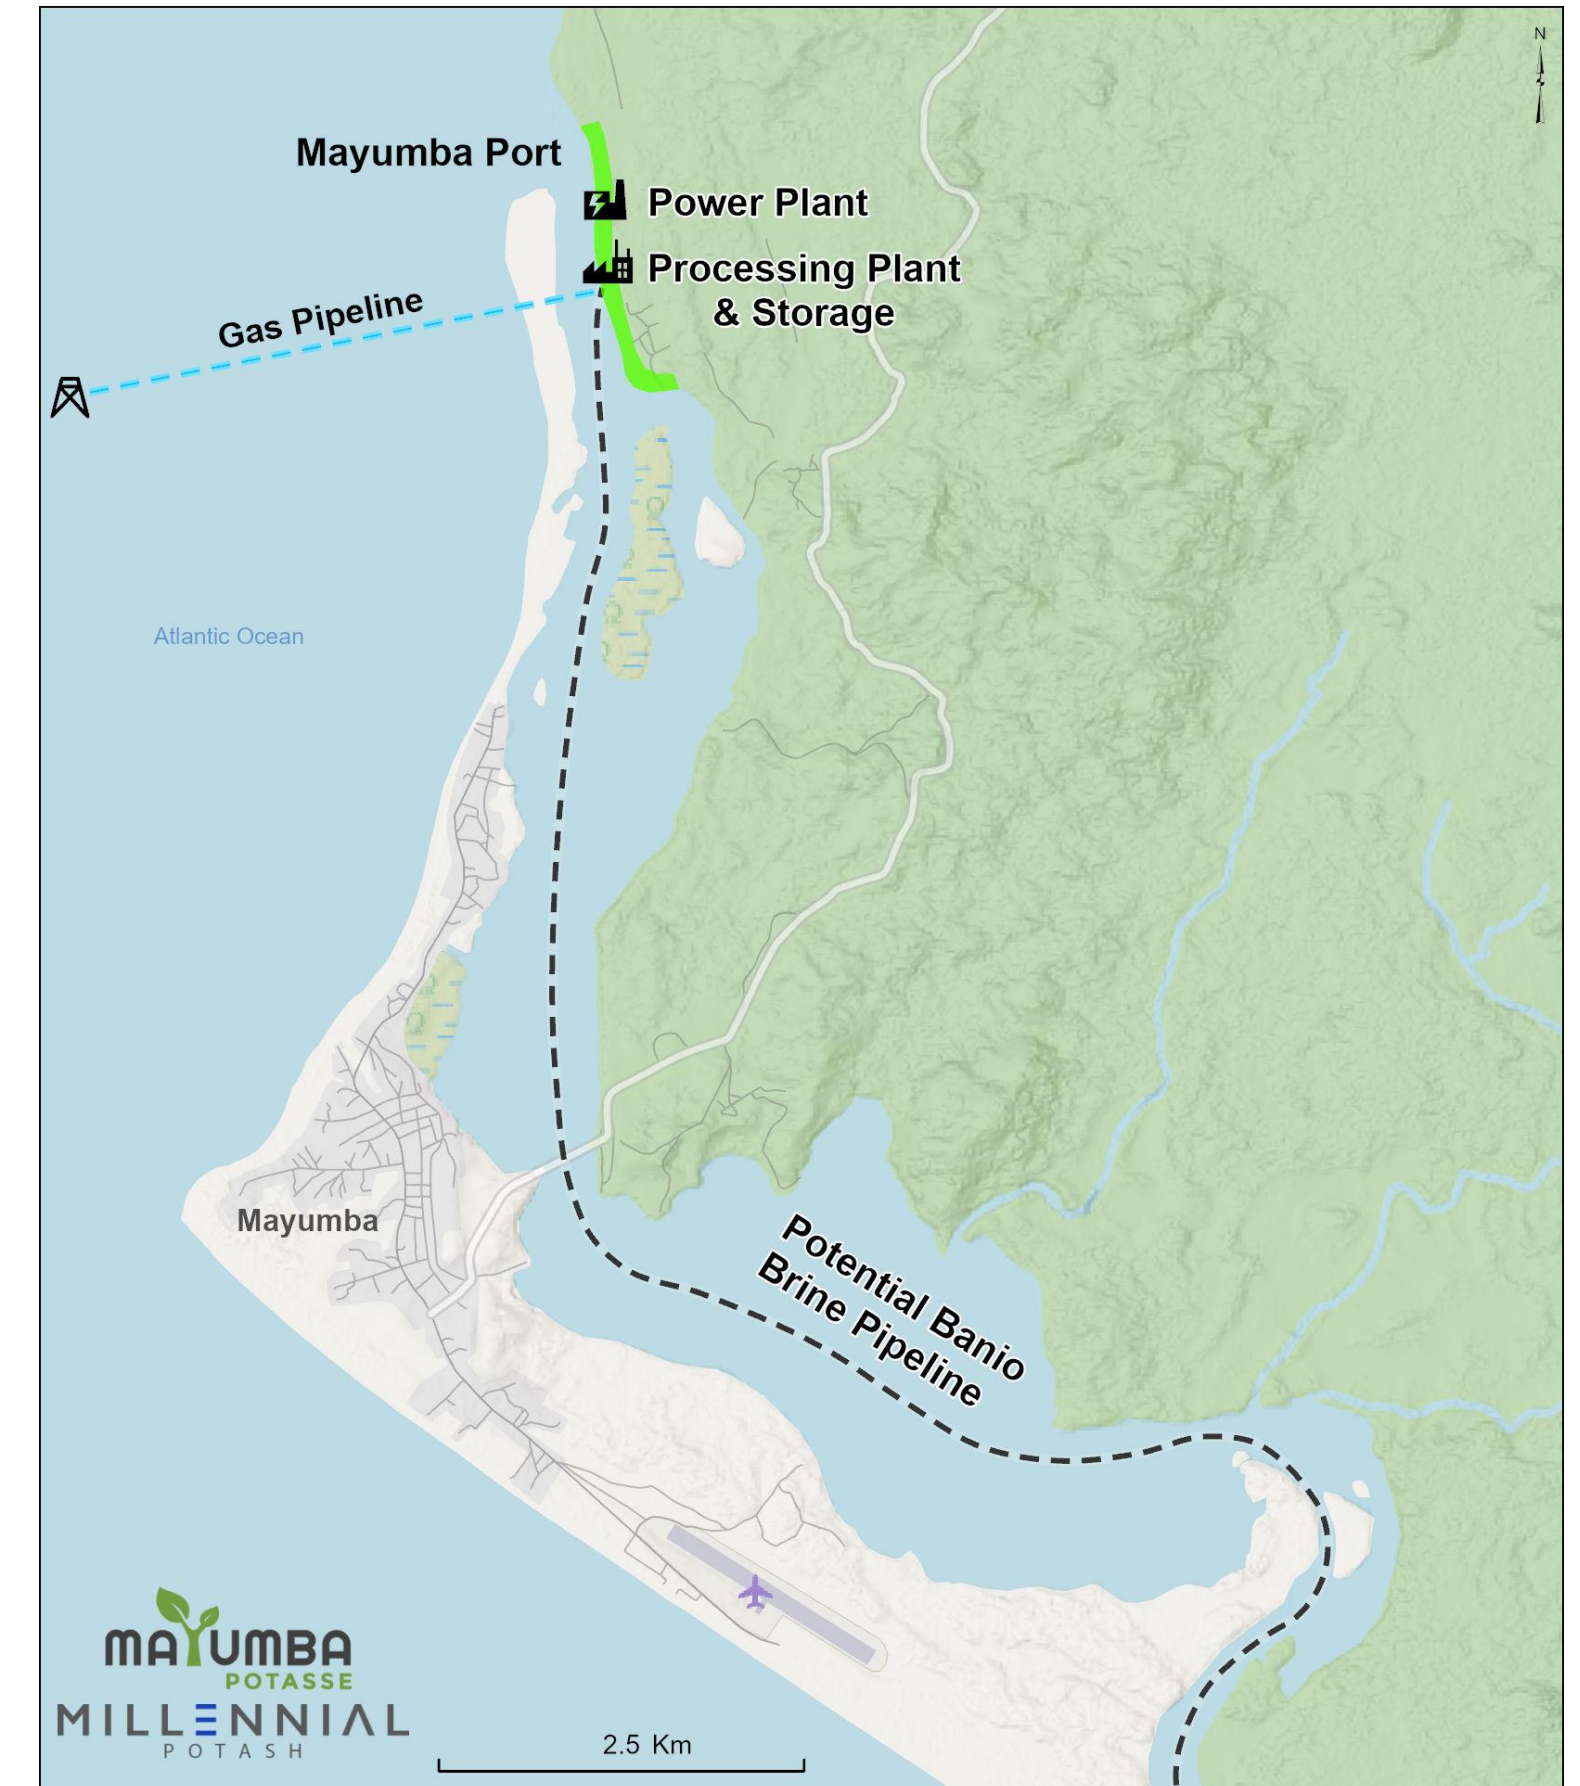 N
Mayumba Port
Power Plant
Processing Plant
& Storage
Gas Pipeline
Atlantic Ocean
Mayumba
Potential Banio
Brine Pipeline
MAYUMBA
POTASSE
MILLENNIAL
POTASH
2.5 Km